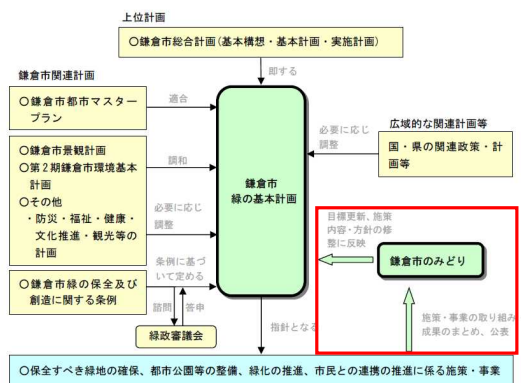 上位計画
〇鎌倉市総合計画(基本構想・基本計画・実施計画)
即する
鎌倉市関連計画
〇鎌倉市都市マスター
プラン
適合
〇鎌倉市景観計画
〇第2期鎌倉市環境基本
計画
〇その他
・防災・福祉・健康・
文化推進・観光等の
計画
調和
必要に応じ
調整
〇鎌倉緑の保全及び
創造に関する条例
条例に基づ
いて定める
諮問
答申
緑政審議会
鎌倉市
緑の基本計画
広域的な関連計画等
国・県の関連政策・計
画等
必要に応じ
調整
目標更新、施策
内容・方針の修
整に反映
鎌倉市のみどり
施策・事業の取り組み
成果のまとめ、公表
指針となる
〇保全すべき緑地の確保、都市公園等の整備、緑化の推進、市民との連携の推進に係る施策・事業